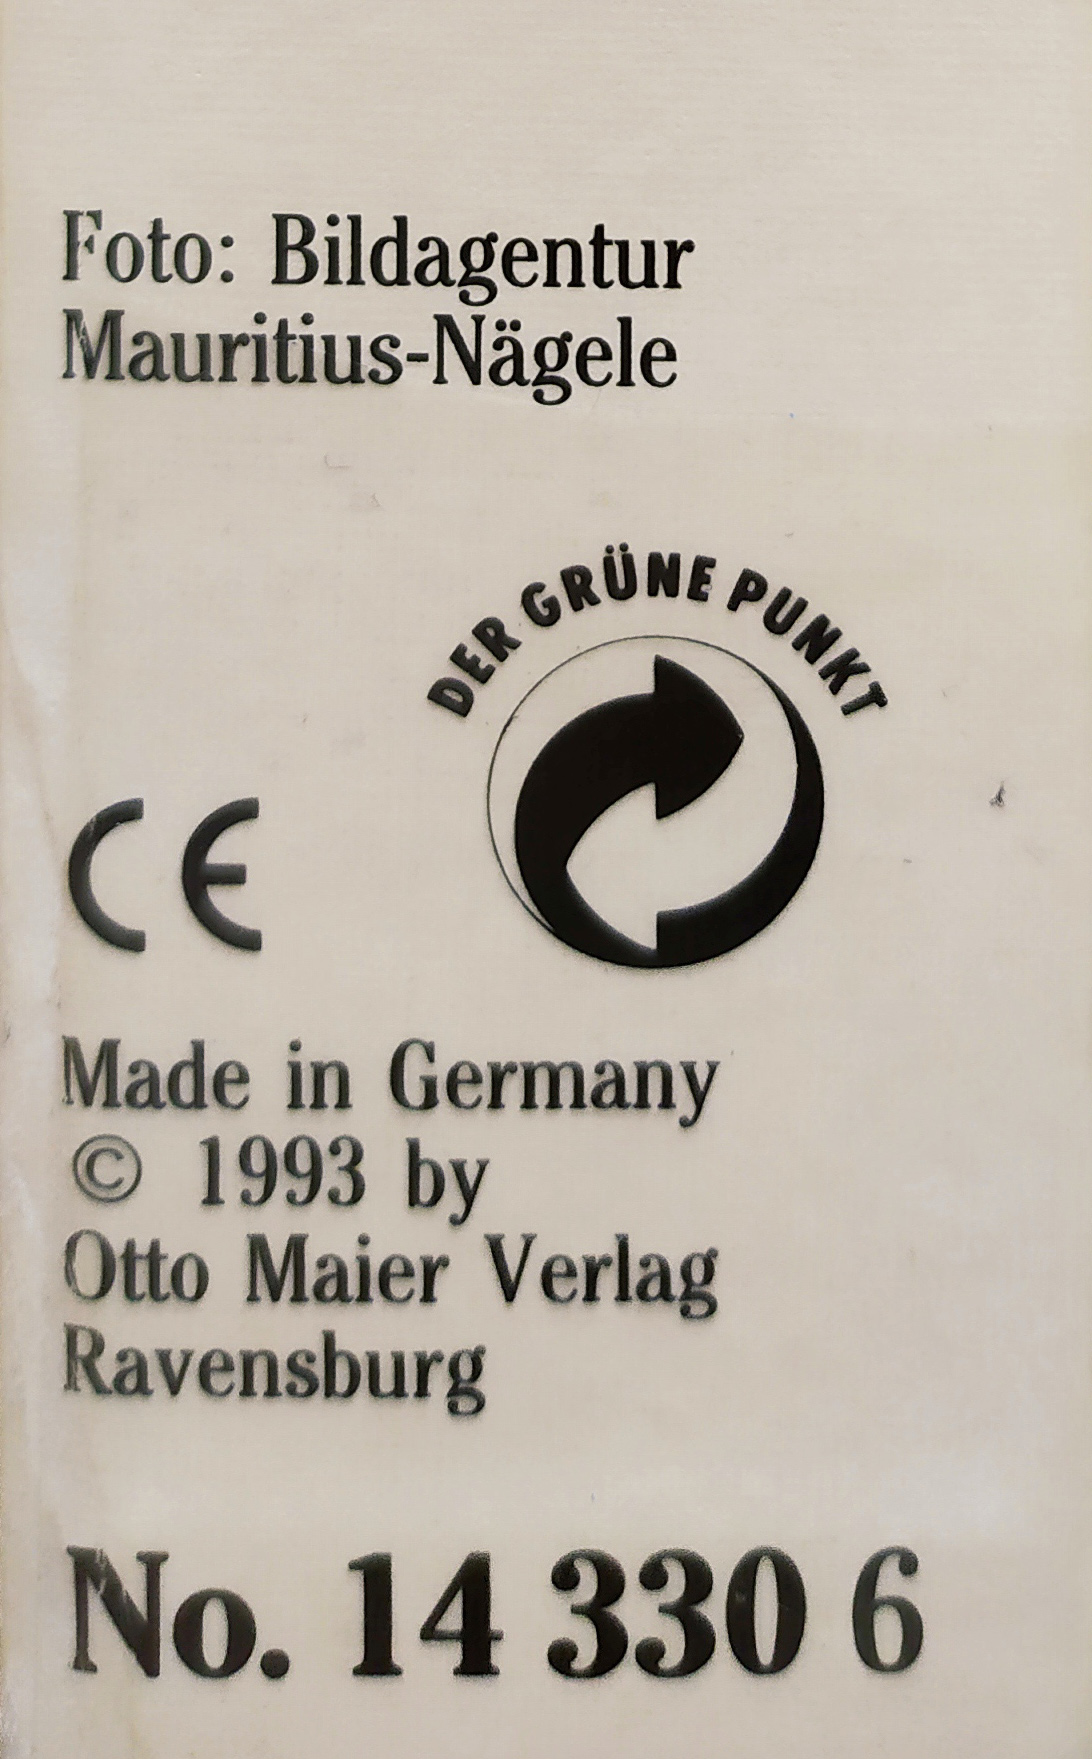 Foto: Bildagentur
Mauritius-Nägele
DER GRÜNE PUNKT
CE
Made in Germany
© 1993 by
Otto Maier Verlag
Ravensburg
No. 14 330 6